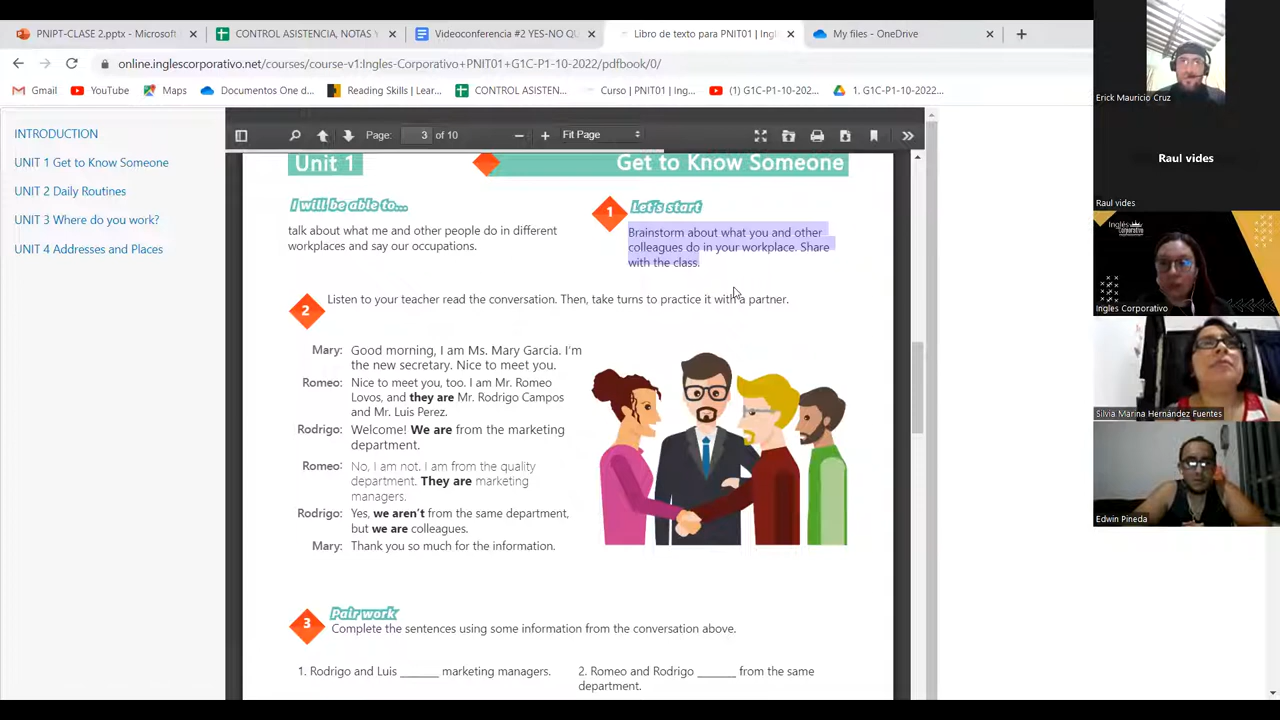 PNIPT-CLASE 2.pptx - Microsoft
CONTROL ASISTENCIA, NOTAS Y
Videoconferencia #2 YES-NO QU
Libro de texto para PNIT01 | Ingl
My files - OneDrive
online.inglescorporativo.net/courses/course-v1:Ingles-Corporativo+PNIT01+G1C-P1-10-2022/pdfbook/0/
Gmail
YouTube
Maps
Documentos One d...
Reading Skills | Lear...
CONTROL ASISTEN...
Curso | PNIT01 | Ing...
(1) G1C-P1-10-2022...
1. G1C-P1-10-2022...
INTRODUCTION
UNIT 1 Get to Know Someone
UNIT 2 Daily Routines
UNIT 3 Where do you work?
UNIT 4 Addresses and Places
Page: 3 of 10
Fit Page
Unit 1
Get to Know Someone
I will be able to...
talk about what me and other people do in different
workplaces and say our occupations.
1
Let's start
Brainstorm about what you and other
colleagues do in your workplace. Share
with the class.
2
Listen to your teacher read the conversation. Then, take turns to practice it with a partner.
Mary: Good morning, I am Ms. Mary Garcia. I'm
the new secretary. Nice to meet you.
Romeo: Nice to meet you, too. I am Mr. Romeo
Lovos, and they are Mr. Rodrigo Campos
and Mr. Luis Perez.
Rodrigo: Welcome! We are from the marketing
department.
Romeo: No, I am not. I am from the quality
department. They are marketing
managers.
Rodrigo: Yes, we aren't from the same department,
but we are colleagues.
Mary: Thank you so much for the information.
3
Pair work
Complete the sentences using some information from the conversation above.
1. Rodrigo and Luis ______ marketing managers.
2. Romeo and Rodrigo ______ from the same
department.
Erick Mauricio Cruz
Raul vides
Raul vides
Inglés
Corporativo
Ingles Corporativo
Silvia Marina Hernández Fuentes
Edwin Pineda